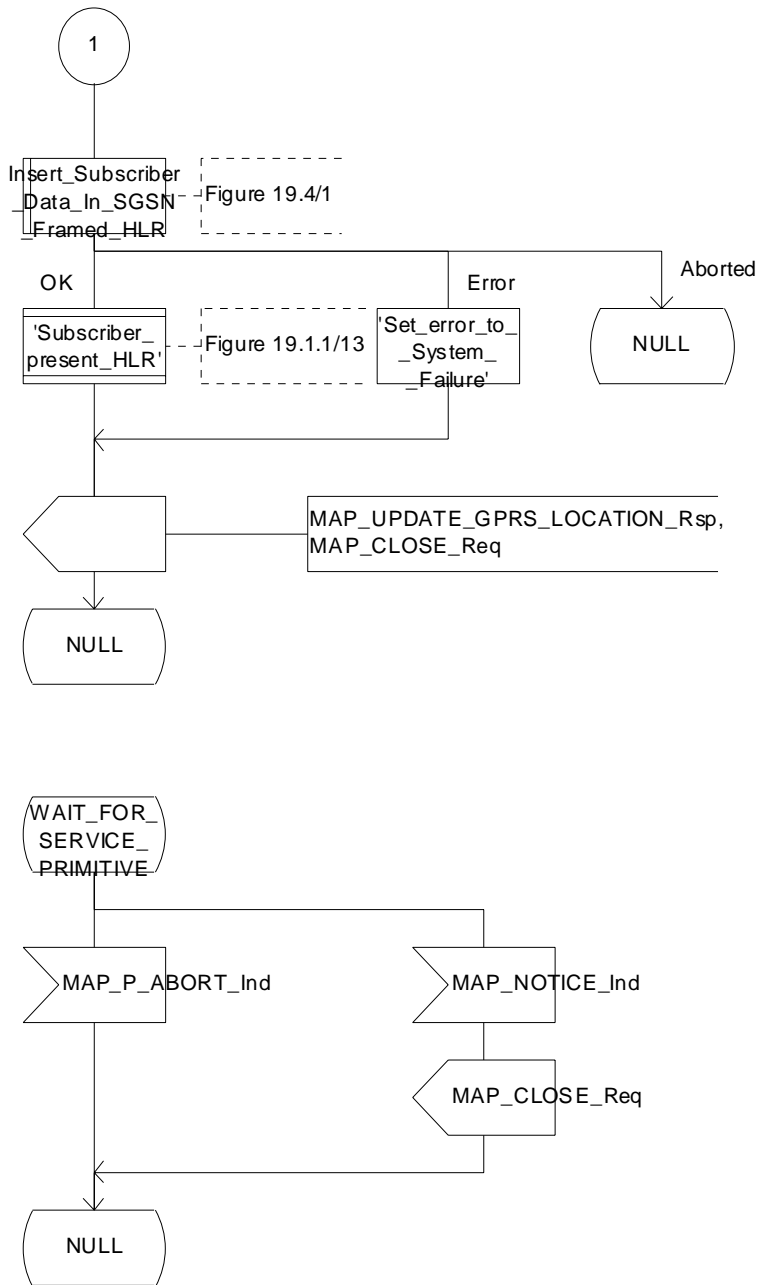 1
Insert_Subscriber
_Data_In_SGSN
_Framed_HLR
Figure 19.4/1
OK
Error
Aborted
'Subscriber_
present_HLR'
Figure 19.1.1/13
'Set_error_to_
_System_
_Failure'
NULL
MAP_UPDATE_GPRS_LOCATION_Rsp,
MAP_CLOSE_Req
NULL
WAIT_FOR_
SERVICE_
PRIMITIVE
MAP_P_ABORT_Ind
MAP_NOTICE_Ind
MAP_CLOSE_Req
NULL